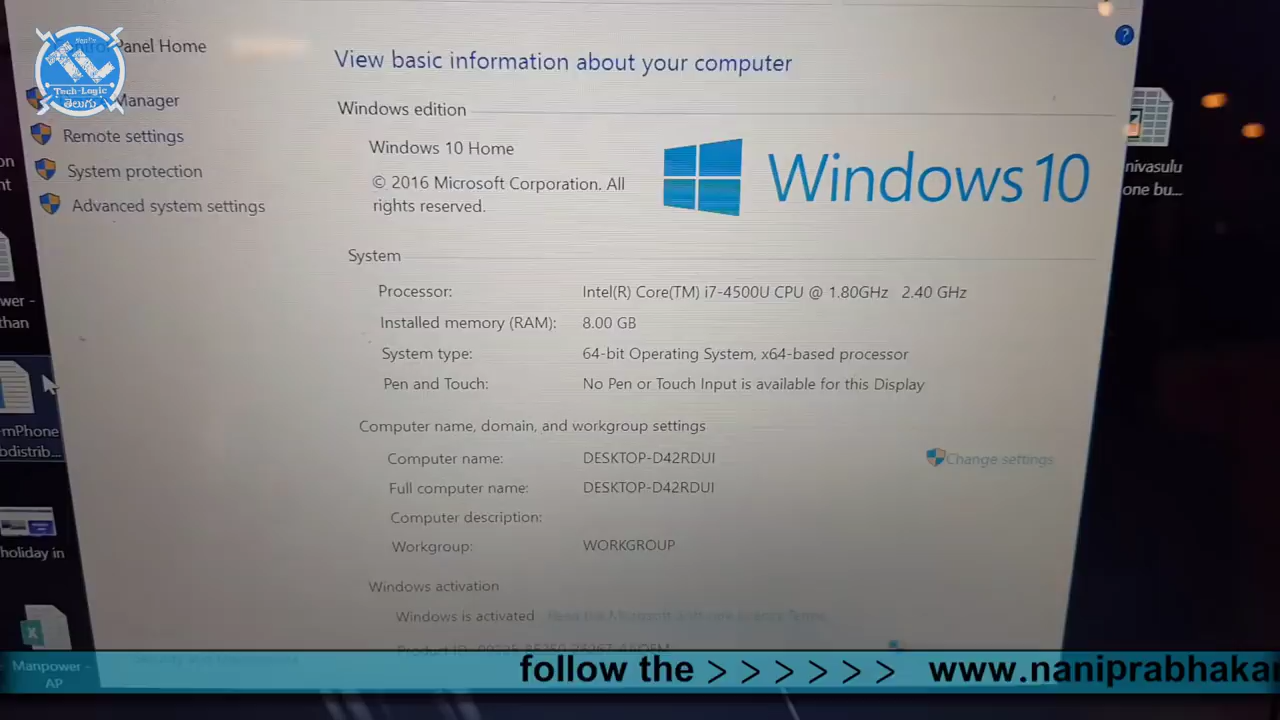 Tech-Logic
తెలుగు
Panel Home
Manager
Remote settings
System protection
Advanced system settings
View basic information about your computer
Windows edition
Windows 10 Home
© 2016 Microsoft Corporation. All
rights reserved.
Windows 10
System
Processor: Intel(R) Core(TM) i7-4500U CPU @ 1.80GHz 2.40 GHz
Installed memory (RAM): 8.00 GB
System type: 64-bit Operating System, x64-based processor
Pen and Touch: No Pen or Touch Input is available for this Display
Computer name, domain, and workgroup settings
Computer name: DESKTOP-D42RDUI
Change settings
Full computer name: DESKTOP-D42RDUI
Computer description:
Workgroup: WORKGROUP
Windows activation
Windows is activated
nivasulu
one bu...
on
nt
wer -
than
mPhone
bdistrib...
holiday in
Manpower -
AP
follow the > > > > > > www.naniprabhakar